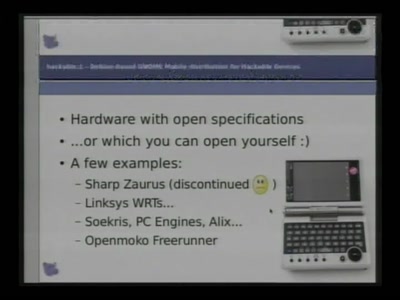 hackable:1 - Debian-based GNOME Mobile distribution for Hackable Devices
• Hardware with open specifications
• ...or which you can open yourself :)
• A few examples:
– Sharp Zaurus (discontinued )
– Linksys WRTs...
– Soekris, PC Engines, Alix...
– Openmoko Freerunner